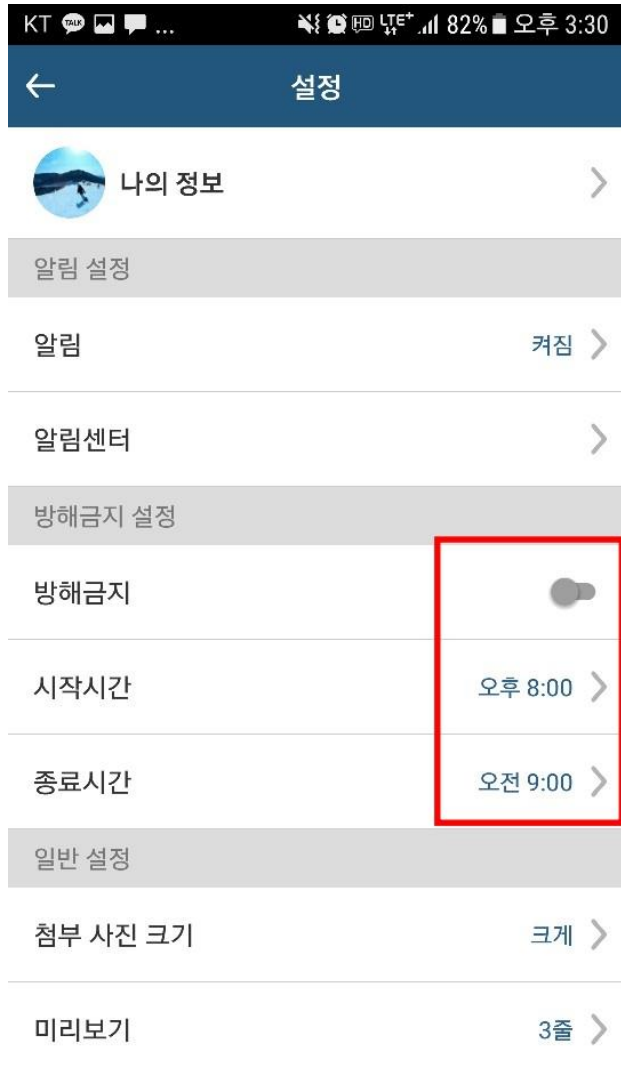 KT TALK ... HD LTE+ 82% 오후 3:30
설정
나의 정보
알림 설정
알림 켜짐
알림센터
방해금지 설정
방해금지
시작시간 오후 8:00
종료시간 오전 9:00
일반 설정
첨부 사진 크기 크게
미리보기 3줄